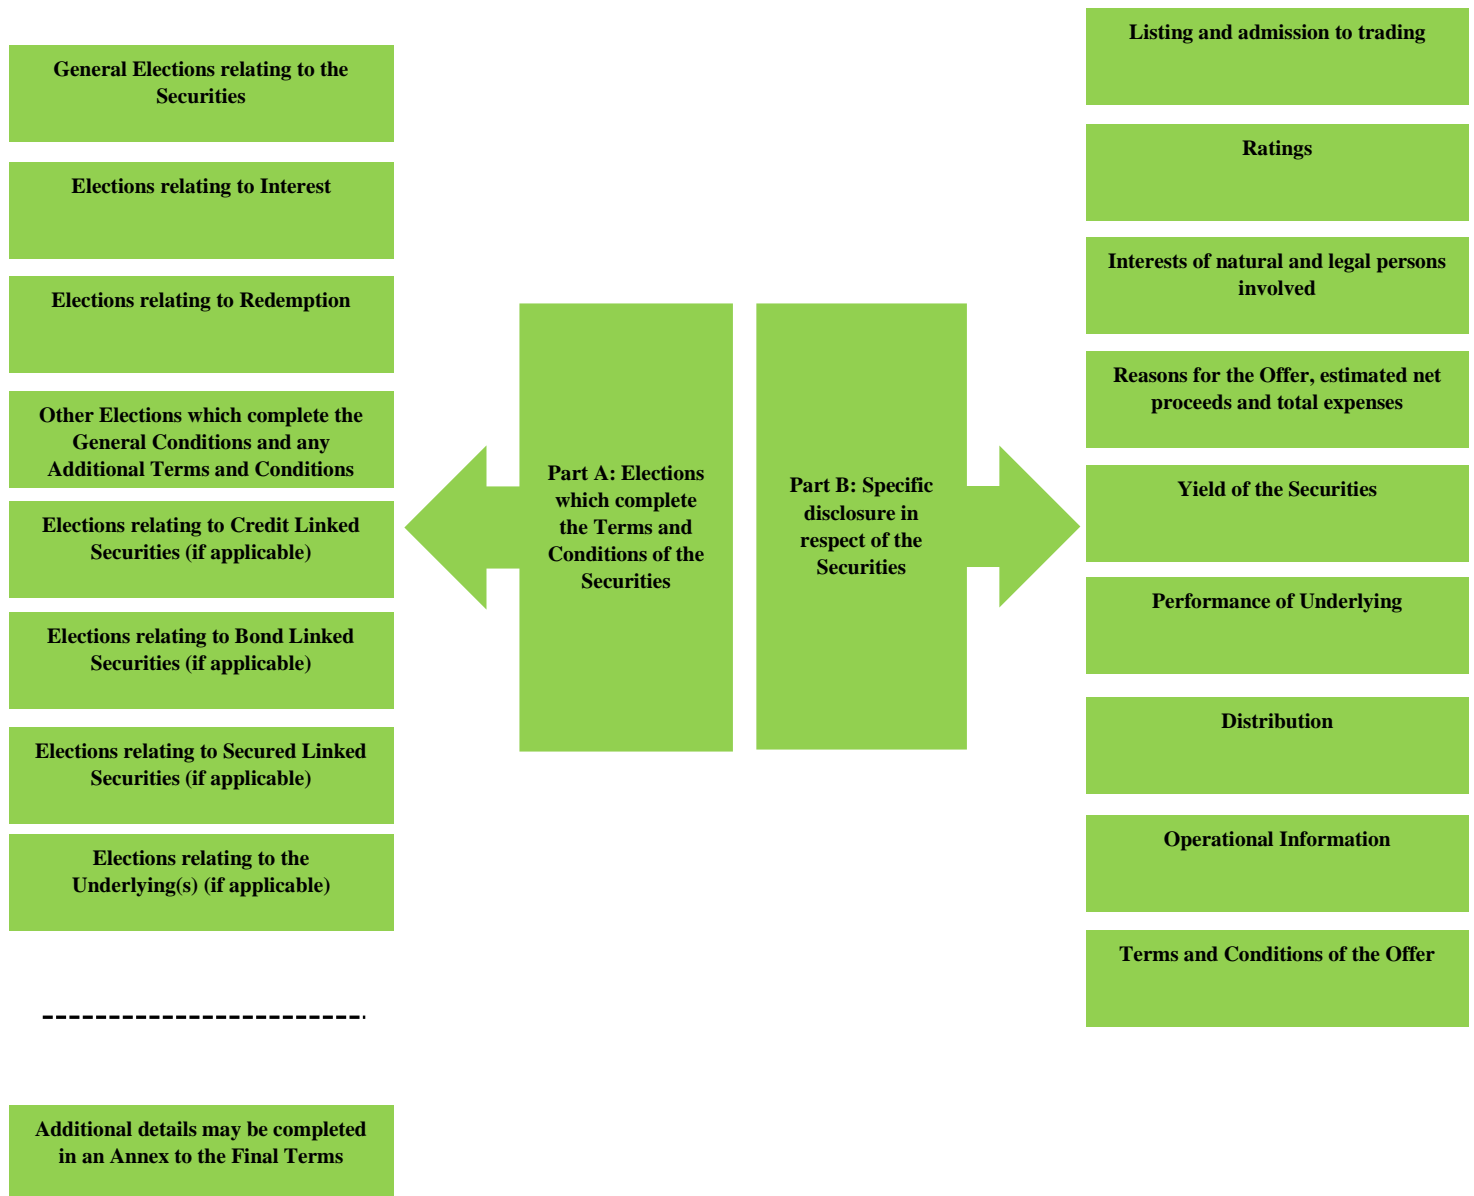 General Elections relating to the
Securities
Elections relating to Interest
Elections relating to Redemption
Other Elections which complete the
General Conditions and any
Additional Terms and Conditions
Elections relating to Credit Linked
Securities (if applicable)
Elections relating to Bond Linked
Securities (if applicable)
Elections relating to Secured Linked
Securities (if applicable)
Elections relating to the
Underlying(s) (if applicable)
Additional details may be completed
in an Annex to the Final Terms
Part A: Elections
which complete
the Terms and
Conditions of the
Securities
Part B: Specific
disclosure in
respect of the
Securities
Listing and admission to trading
Ratings
Interests of natural and legal persons
involved
Reasons for the Offer, estimated net
proceeds and total expenses
Yield of the Securities
Performance of Underlying
Distribution
Operational Information
Terms and Conditions of the Offer